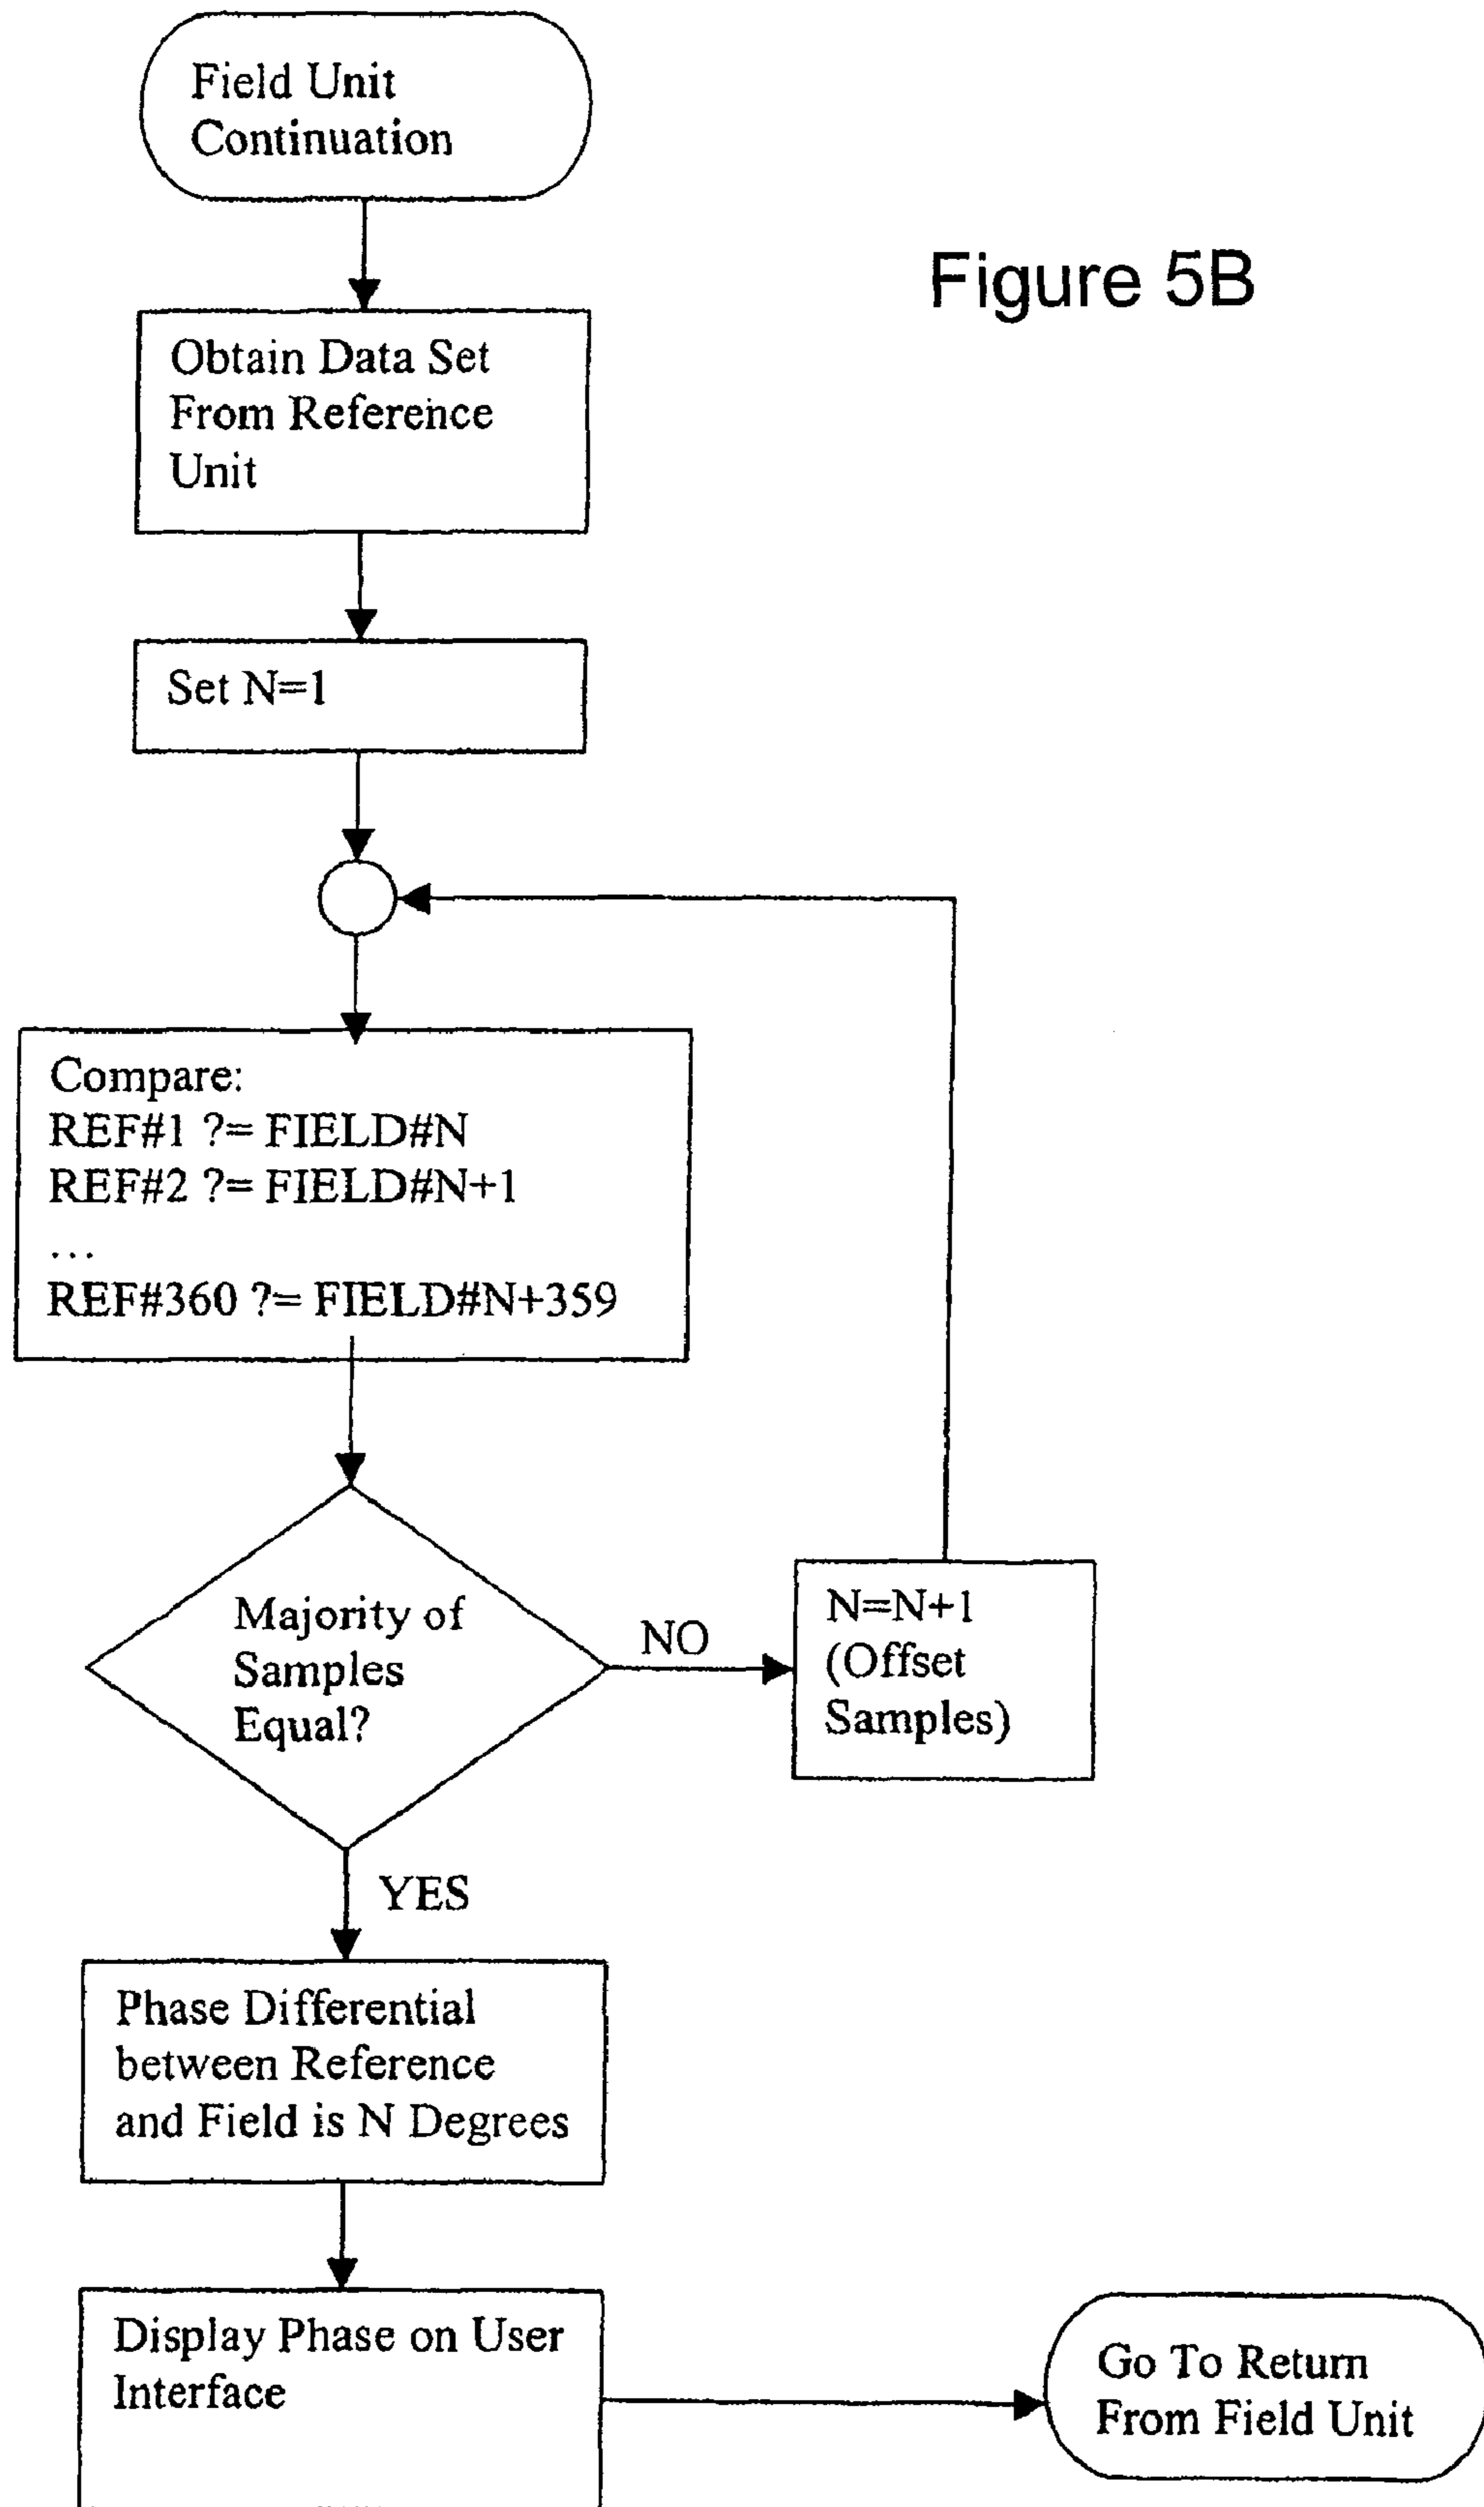 Field Unit
Continuation
Figure 5B
Obtain Data Set
From Reference
Unit
Set N=1
Compare:
REF#1 ?= FIELD#N
REF#2 ?= FIELD#N+1
...
REF#360 ?= FIELD#N+359
Majority of
Samples
Equal?
NO
N=N+1
(Offset
Samples)
YES
Phase Differential
between Reference
and Field is N Degrees
Display Phase on User
Interface
Go To Return
From Field Unit